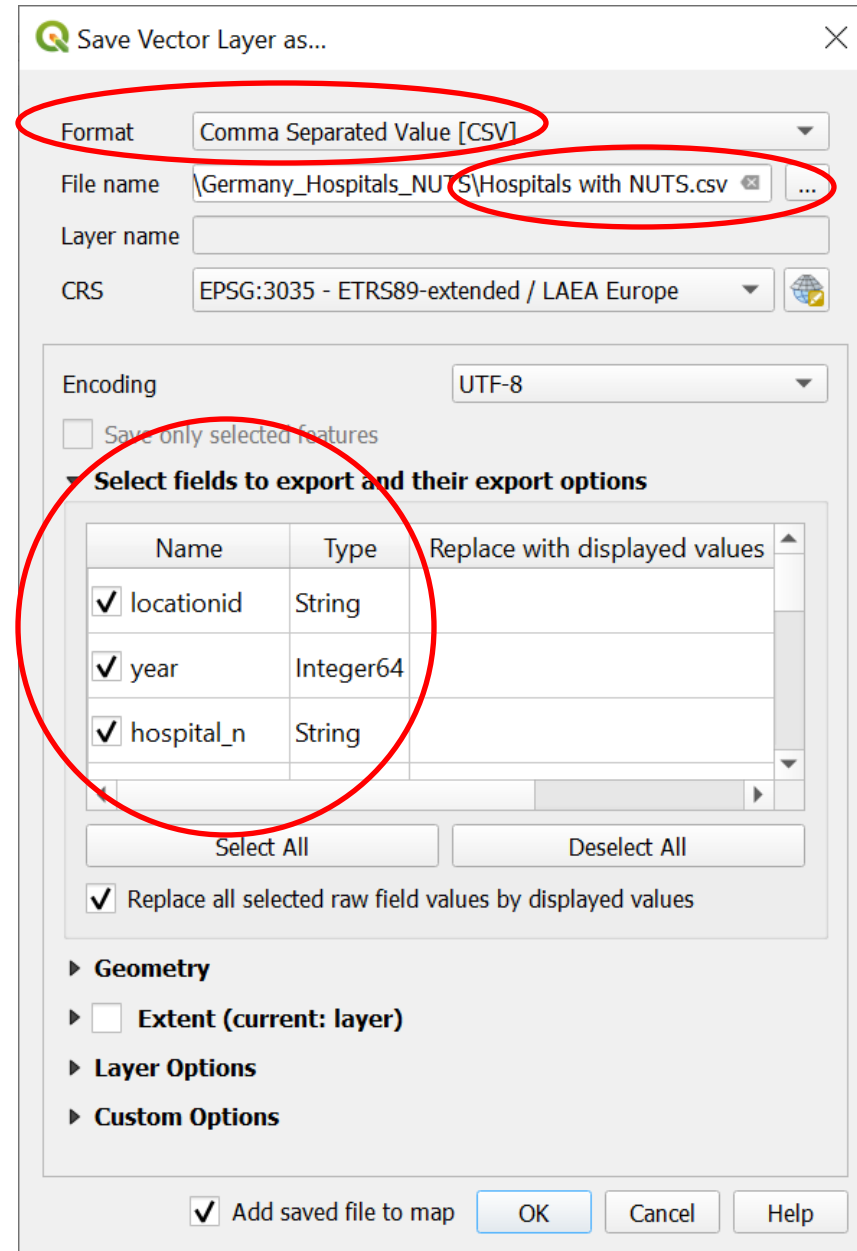 Save Vector Layer as...
Format Comma Separated Value [CSV]
File name \Germany_Hospitals_NUTS\Hospitals with NUTS.csv ...
Layer name
CRS EPSG:3035 - ETRS89-extended / LAEA Europe
Encoding UTF-8
Save only selected features
Select fields to export and their export options
Name Type Replace with displayed values
locationid String
year Integer64
hospital_n String
Select All Deselect All
Replace all selected raw field values by displayed values
Geometry
Extent (current: layer)
Layer Options
Custom Options
Add saved file to map OK Cancel Help